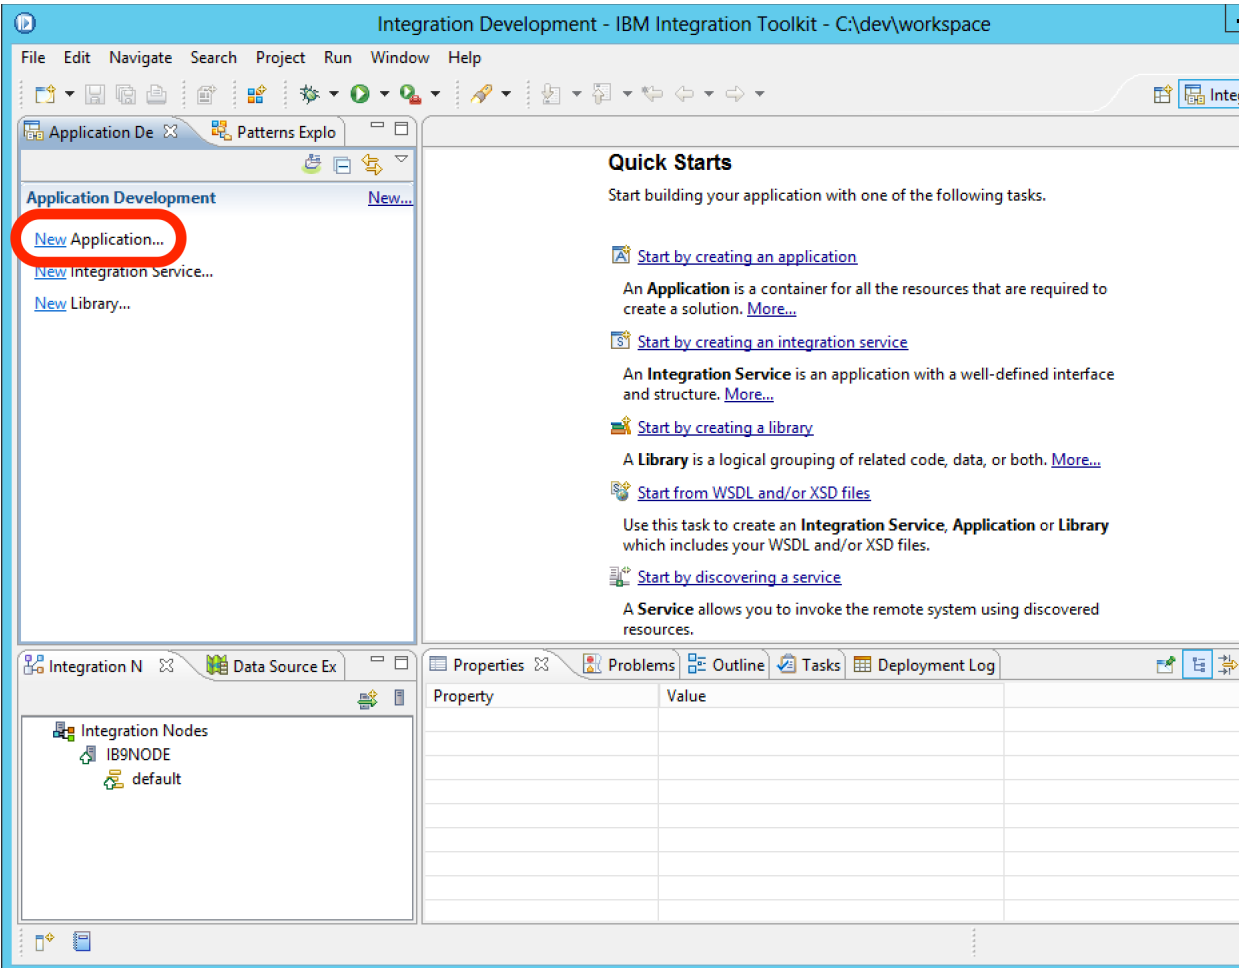 Integration Development - IBM Integration Toolkit - C:\dev\workspace
File Edit Navigate Search Project Run Window Help
Inte
Application De Patterns Explo
Application Development New...
New Application...
New Integration Service...
New Library...
Quick Starts
Start building your application with one of the following tasks.
Start by creating an application
An Application is a container for all the resources that are required to
create a solution. More...
Start by creating an integration service
An Integration Service is an application with a well-defined interface
and structure. More...
Start by creating a library
A Library is a logical grouping of related code, data, or both. More...
Start from WSDL and/or XSD files
Use this task to create an Integration Service, Application or Library
which includes your WSDL and/or XSD files.
Start by discovering a service
A Service allows you to invoke the remote system using discovered
resources.
Integration N Data Source Ex
Integration Nodes
IB9NODE
default
Properties Problems Outline Tasks Deployment Log
Property Value